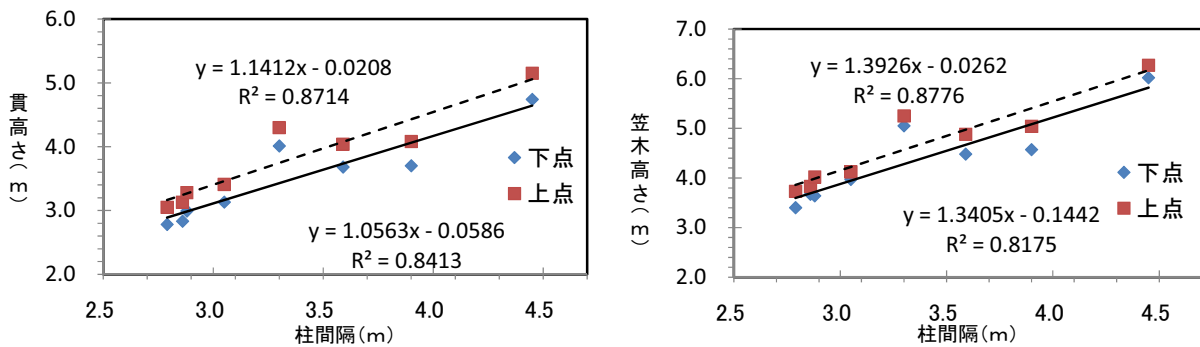 6.0
5.0
4.0
3.0
2.0
貫高さ(m)
y = 1.1412x - 0.0208
R² = 0.8714
y = 1.0563x - 0.0586
R² = 0.8413
下点
上点
2.5 3.0 3.5 4.0 4.5
柱間隔(m)
7.0
6.0
5.0
4.0
3.0
2.0
笠木高さ(m)
y = 1.3926x - 0.0262
R² = 0.8776
y = 1.3405x - 0.1442
R² = 0.8175
下点
上点
2.5 3.0 3.5 4.0 4.5
柱間隔(m)